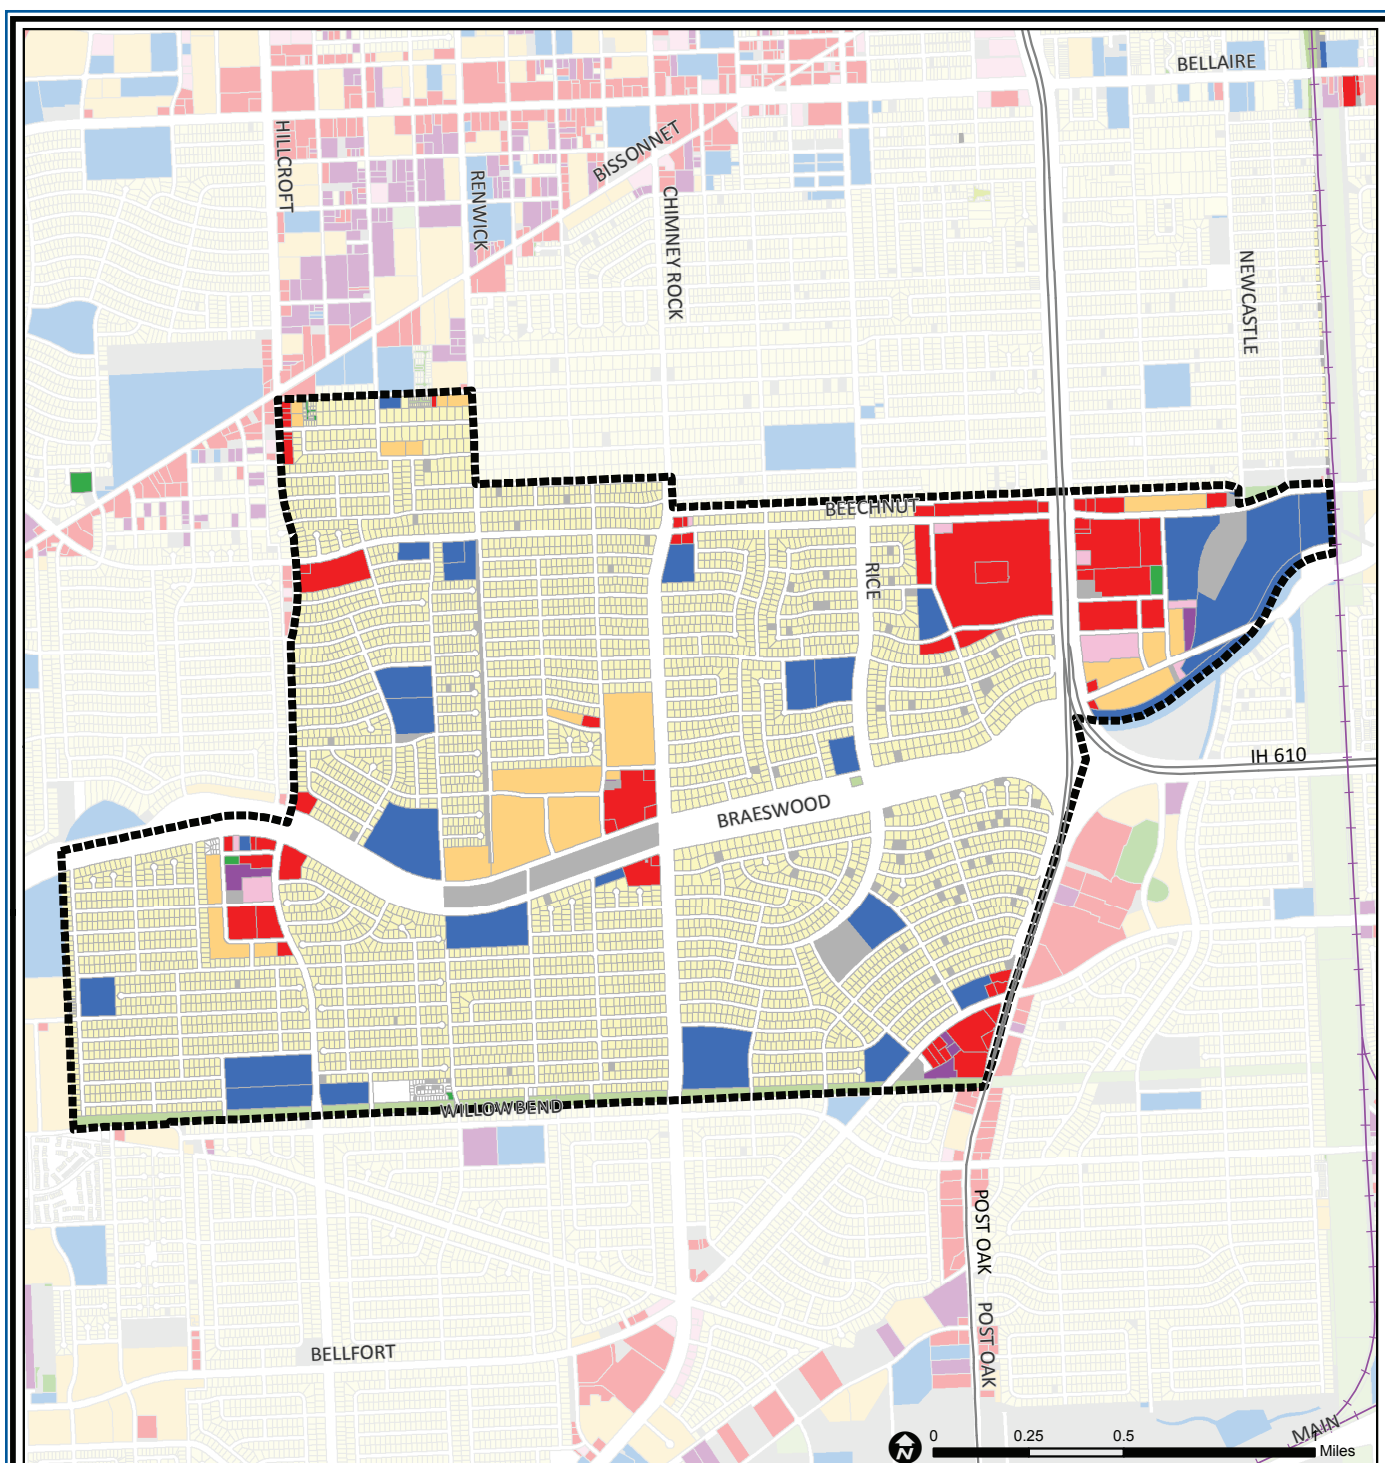 BELLAIRE
HILLCROFT
BISSONNET
RENWICK
CHIMNEY ROCK
NEWCASTLE
BEECHNUT
RICE
IH 610
BRAESWOOD
WILLOWBEND
POST OAK
POST OAK
BELLFORT
MAIN
N
0 0.25 0.5
Miles